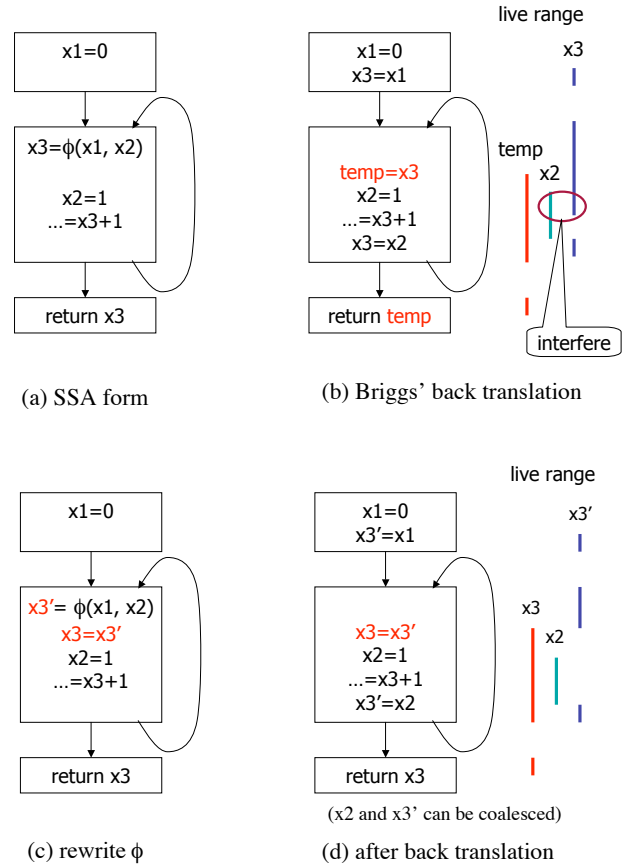 live range
x1=0
x3=ϕ(x1, x2)
x2=1
...=x3+1
return x3
(a) SSA form
x1=0
x3=x1
temp=x3
x2=1
...=x3+1
x3=x2
return temp
x3
temp
x2
interfere
(b) Briggs' back translation
x1=0
x3'= ϕ(x1, x2)
x3=x3'
x2=1
...=x3+1
return x3
(c) rewrite ϕ
live range
x1=0
x3'=x1
x3=x3'
x2=1
...=x3+1
x3'=x2
return x3
x3'
x3
x2
(x2 and x3' can be coalesced)
(d) after back translation